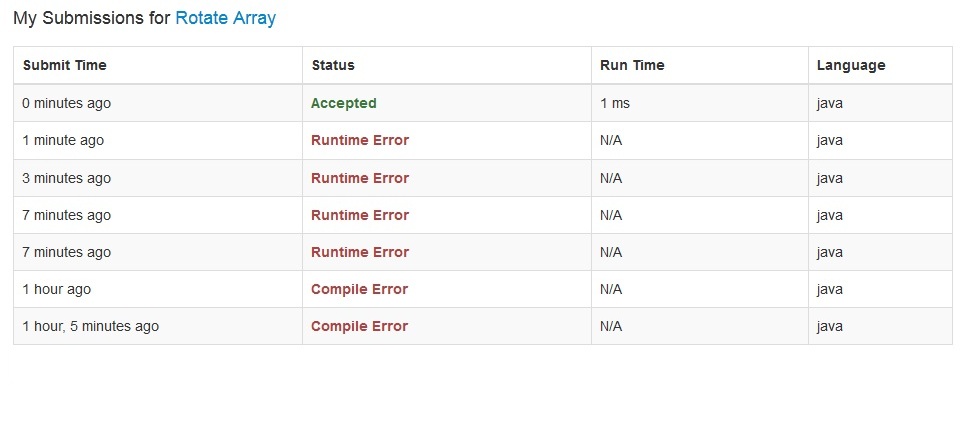 My Submissions for Rotate Array
Submit Time Status Run Time Language
0 minutes ago Accepted 1 ms java
1 minute ago Runtime Error N/A java
3 minutes ago Runtime Error N/A java
7 minutes ago Runtime Error N/A java
7 minutes ago Runtime Error N/A java
1 hour ago Compile Error N/A java
1 hour, 5 minutes ago Compile Error N/A java